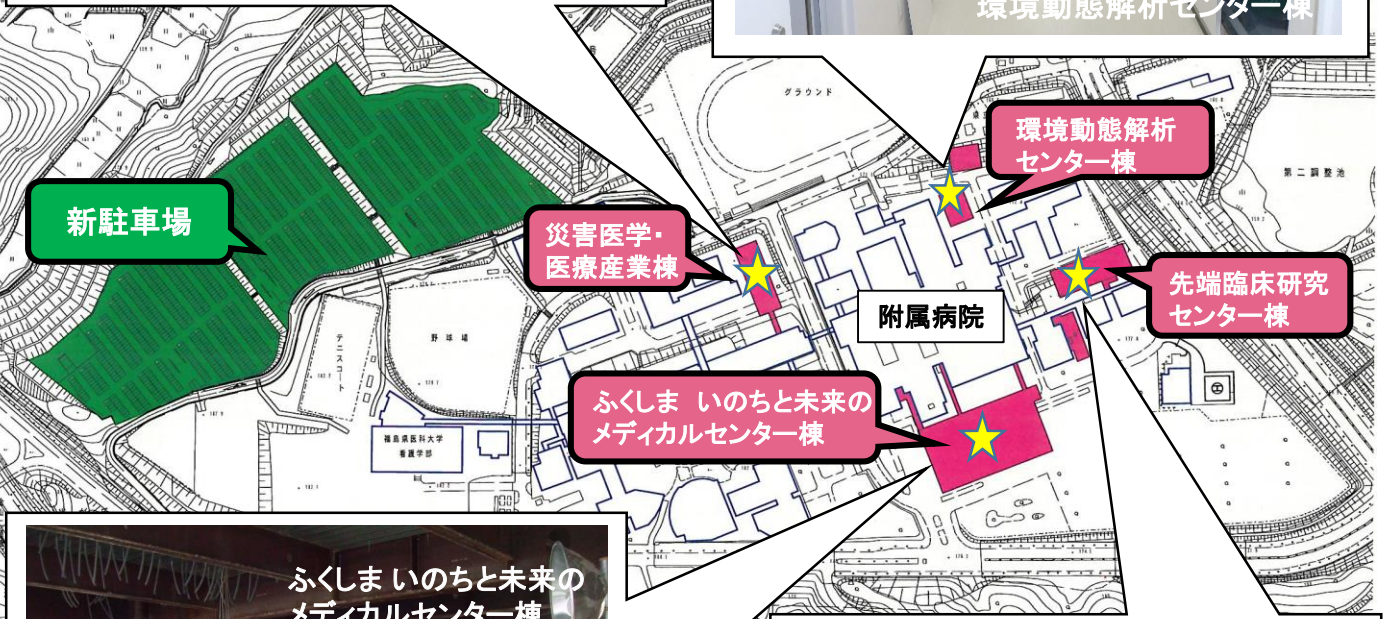 環境動態解析センター棟
グラウンド
環境動態解析
センター棟
第二調整池
新駐車場
災害医学・
医療産業棟
先端臨床研究
センター棟
附属病院
テニスコート
野球場
ふくしま いのちと未来の
メディカルセンター棟
福島県医科大学
看護学部
ふくしま いのちと未来の
メディカルセンター棟